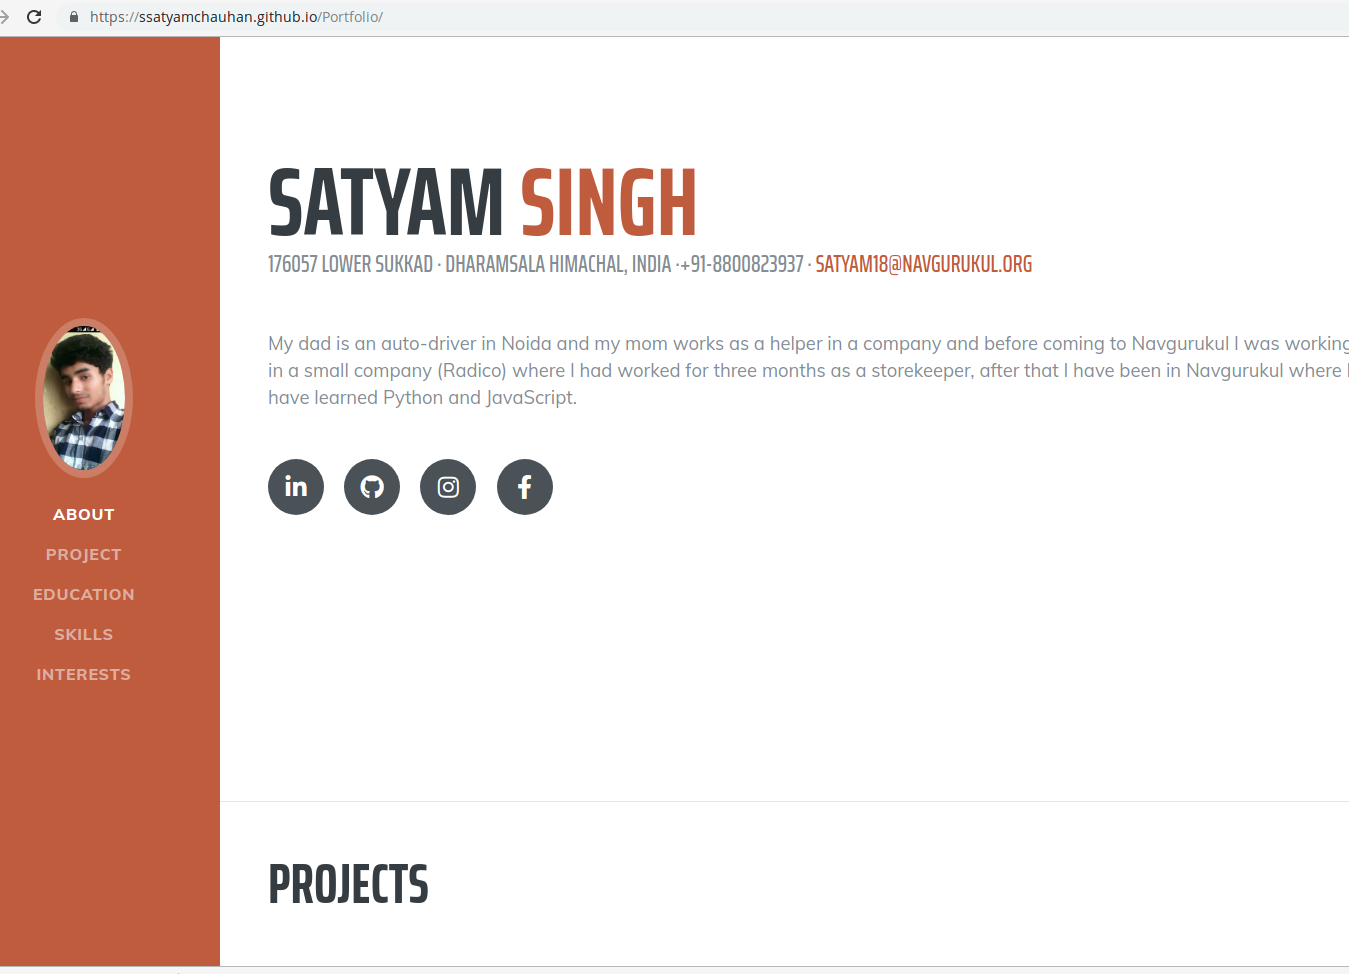 https://ssatyamchauhan.github.io/Portfolio/
SATYAM SINGH
176057 LOWER SUKKAD · DHARAMSALA HIMACHAL, INDIA ·+91-8800823937 · SATYAM18@NAVGURUKUL.ORG
My dad is an auto-driver in Noida and my mom works as a helper in a company and before coming to Navgurukul I was working
in a small company (Radico) where I had worked for three months as a storekeeper, after that I have been in Navgurukul where I
have learned Python and JavaScript.
in
f
ABOUT
PROJECT
EDUCATION
SKILLS
INTERESTS
PROJECTS